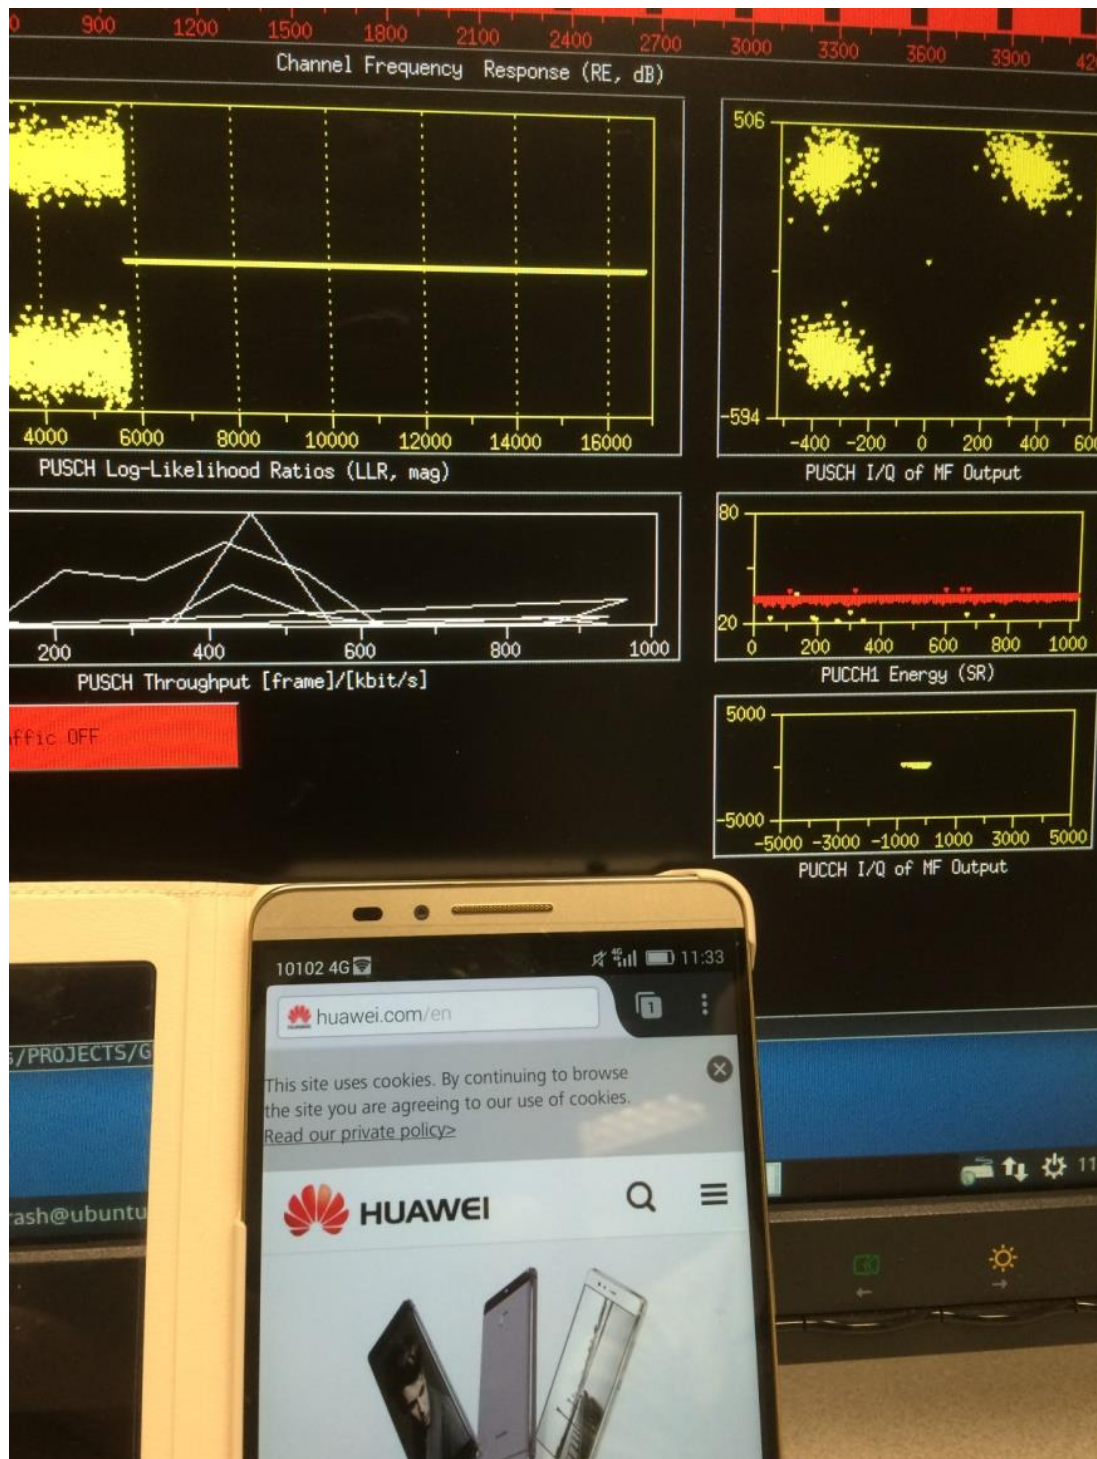 900 1200 1500 1800 2100 2400 2700 3000 3300 3600 3900
Channel Frequency Response (RE, dB)
506
-594
4000 6000 8000 10000 12000 14000 16000
-400 -200 0 200 400
PUSCH Log-Likelihood Ratios (LLR, mag)
PUSCH I/Q of MF Output
80
20
200 400 600 800 1000
0 200 400 600 800 1000
PUSCH Throughput [frame]/[kbit/s]
PUCCH1 Energy (SR)
affic OFF
5000
-5000
-5000 -3000 -1000 1000 3000 5000
PUCCH I/Q of MF Output
10102 4G
4G
11:33
huawei.com/en
1
s/PROJECTS/G
This site uses cookies. By continuing to browse
the site you are agreeing to our use of cookies.
Read our private policy>
11
rash@ubuntu
HUAWEI